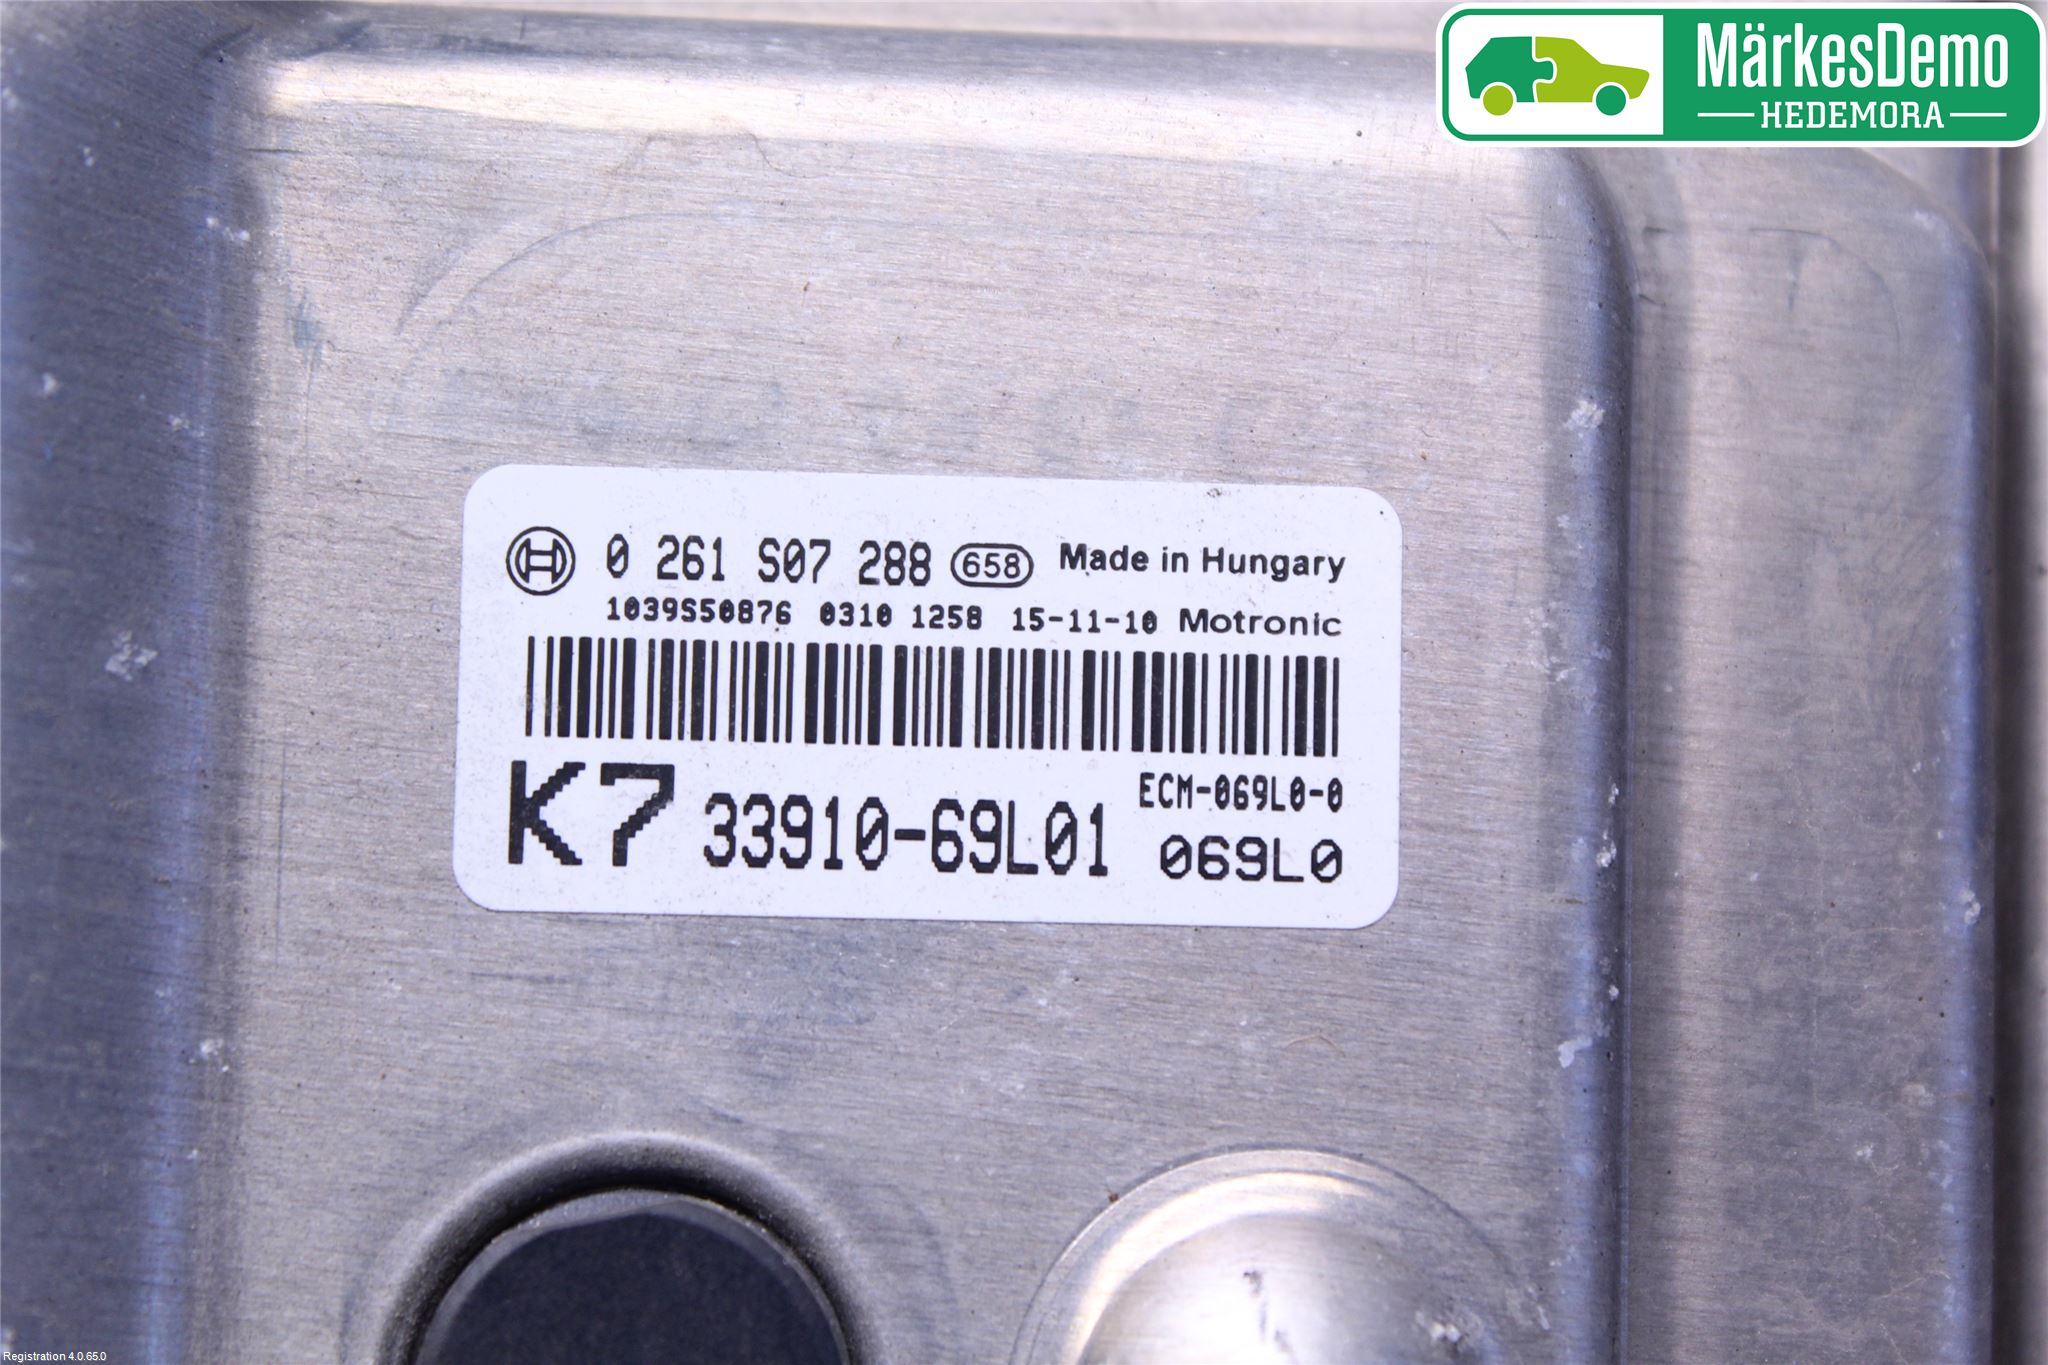 MärkesDemo
HEDEMORA
0 261 S07 288 658 Made in Hungary
1039S50876 0310 1258 15-11-10 Motronic
K7 33910-69L01 ECM-069L0-0
069L0
Registration 4.0.65.0